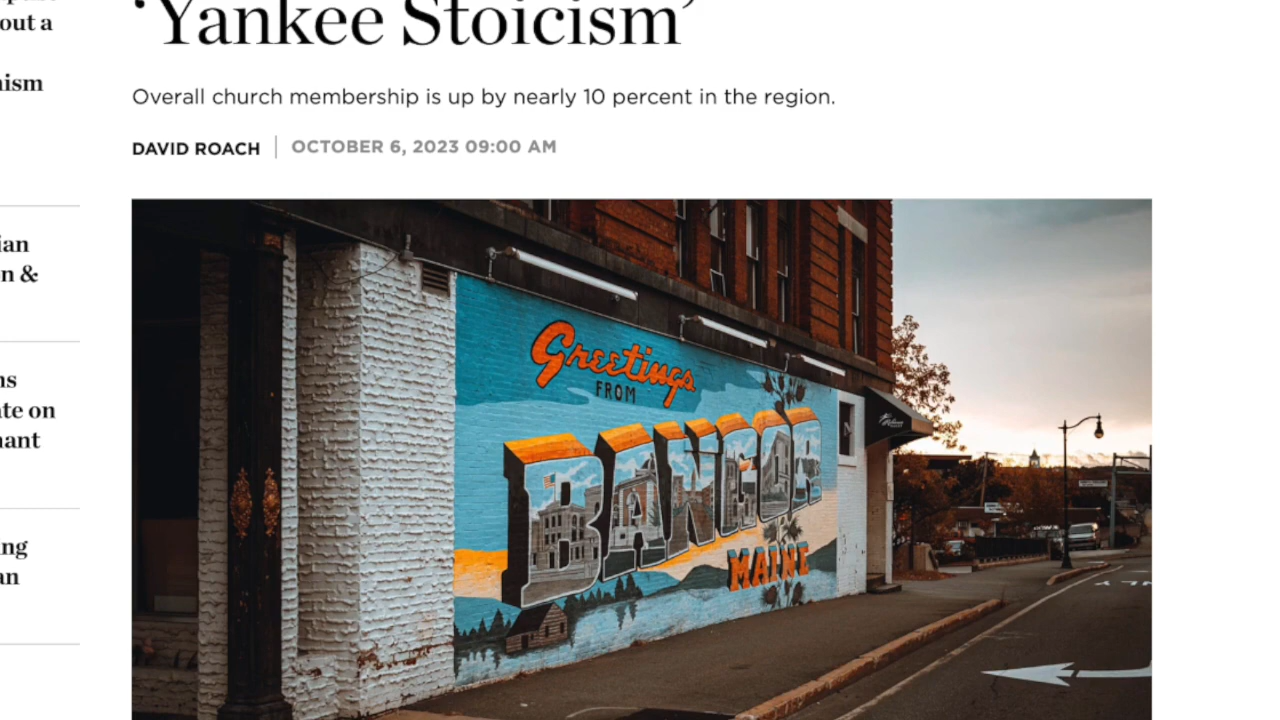 out a
‘Yankee Stoicism’
nism
Overall church membership is up by nearly 10 percent in the region.
DAVID ROACH
OCTOBER 6, 2023 09:00 AM
ian
n &
ns
ate on
nant
ng
an
Greetings
FROM
BANGOR
MAINE